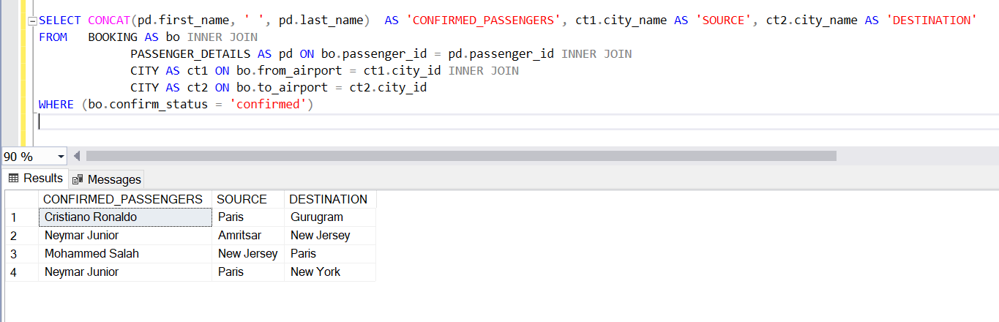 SELECT CONCAT(pd.first_name, ' ', pd.last_name)  AS 'CONFIRMED_PASSENGERS', ct1.city_name AS 'SOURCE', ct2.city_name AS 'DESTINATION'
FROM   BOOKING AS bo INNER JOIN
             PASSENGER_DETAILS AS pd ON bo.passenger_id = pd.passenger_id INNER JOIN
             CITY AS ct1 ON bo.from_airport = ct1.city_id INNER JOIN
             CITY AS ct2 ON bo.to_airport = ct2.city_id
WHERE (bo.confirm_status = 'confirmed')
90 %
Results Messages
CONFIRMED_PASSENGERS SOURCE DESTINATION
1 Cristiano Ronaldo Paris Gurugram
2 Neymar Junior Amritsar New Jersey
3 Mohammed Salah New Jersey Paris
4 Neymar Junior Paris New York